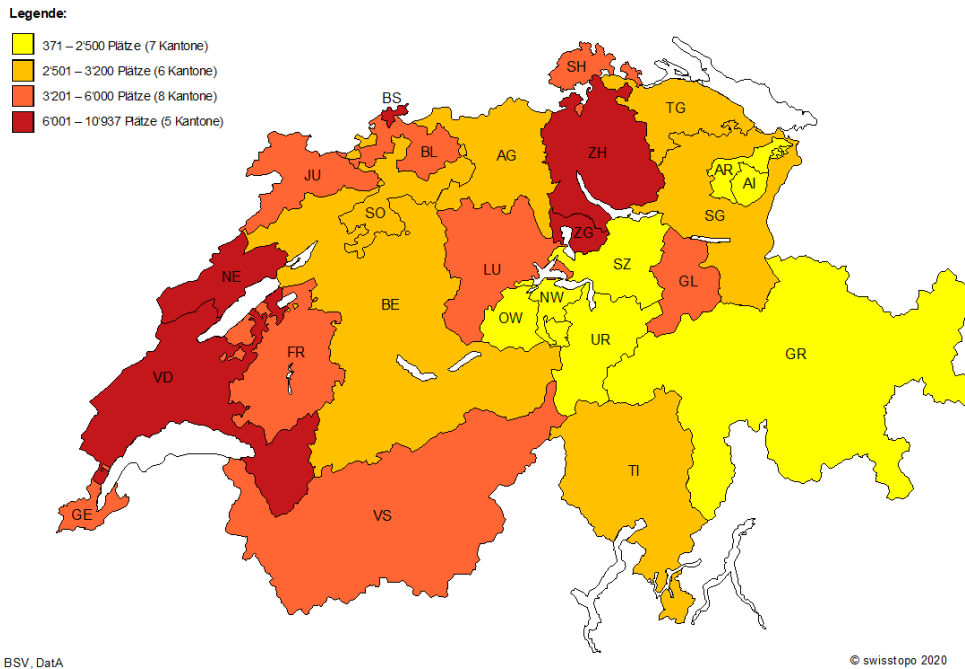 Legende:
371 – 2'500 Plätze (7 Kantone)
2'501 – 3'200 Plätze (6 Kantone)
3'201 – 6'000 Plätze (8 Kantone)
6'001 – 10'937 Plätze (5 Kantone)
SH
BS
TG
BL
AG
ZH
JU
AR
AI
SO
SG
ZG
NE
LU
SZ
GL
NW
BE
OW
UR
FR
GR
VD
TI
GE
VS
BSV, DatA
© swisstopo 2020